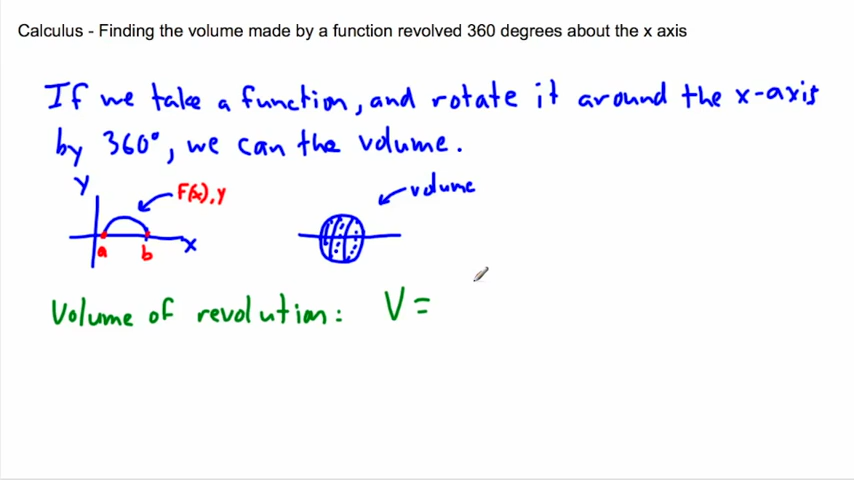 Calculus - Finding the volume made by a function revolved 360 degrees about the x axis
If we take a function, and rotate it around the x-axis
by 360°, we can the volume.
y
F(x), y
volume
a
b
x
Volume of revolution: V =